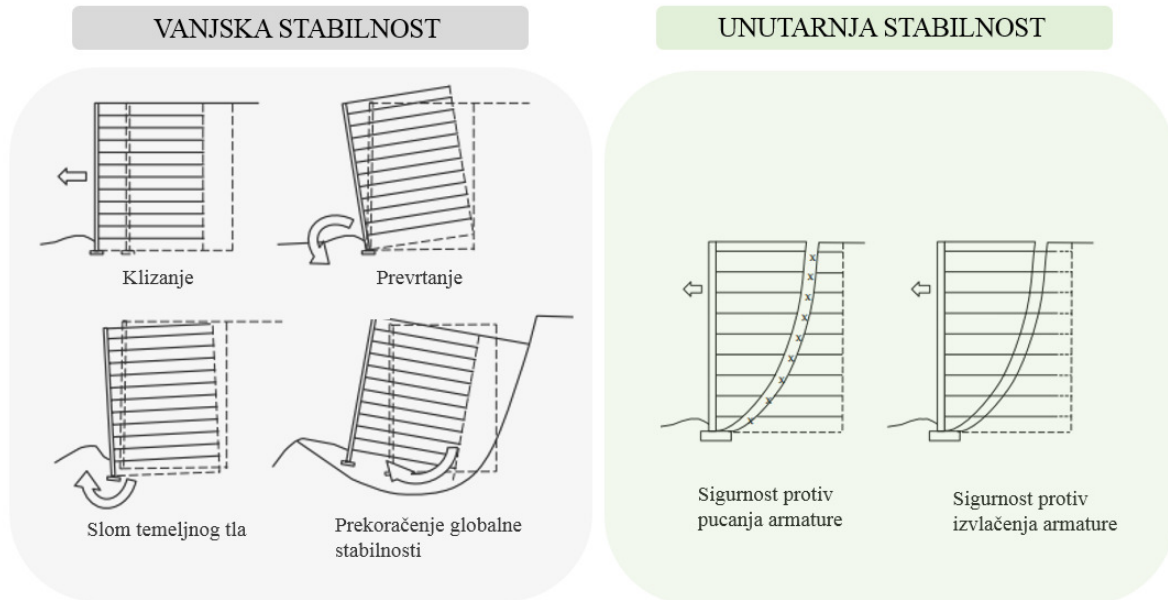 VANJSKA STABILNOST
UNUTARNJA STABILNOST
Klizanje
Prevrtanje
Slom temeljnog tla
Prekoračenje globalne
stabilnosti
x
x
x
x
x
x
x
x
x
Sigurnost protiv
pucanja armature
Sigurnost protiv
izvlačenja armature